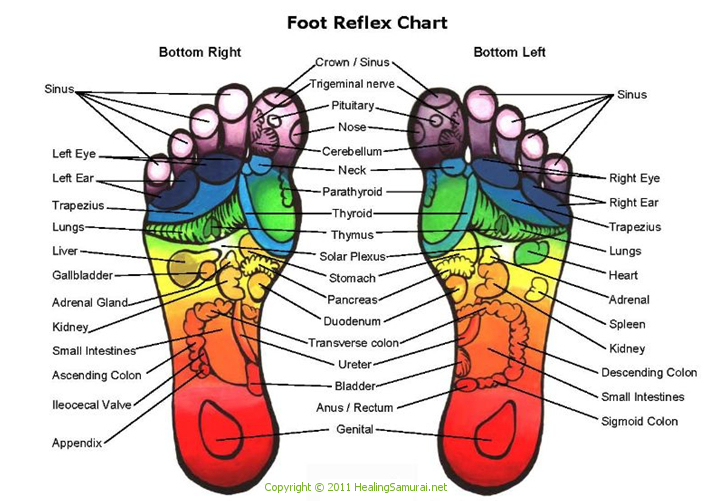 Foot Reflex Chart
Bottom Right
Bottom Left
Sinus
Left Eye
Left Ear
Trapezius
Lungs
Liver
Gallbladder
Adrenal Gland
Kidney
Small Intestines
Ascending Colon
Ileocecal Valve
Appendix
Crown / Sinus
Trigeminal nerve
Pituitary
Nose
Cerebellum
Neck
Parathyroid
Thyroid
Thymus
Solar Plexus
Stomach
Pancreas
Duodenum
Transverse colon
Ureter
Bladder
Anus / Rectum
Genital
Sinus
Right Eye
Right Ear
Trapezius
Lungs
Heart
Adrenal
Spleen
Kidney
Descending Colon
Small Intestines
Sigmoid Colon
Copyright © 2011 HealingSamurai.net